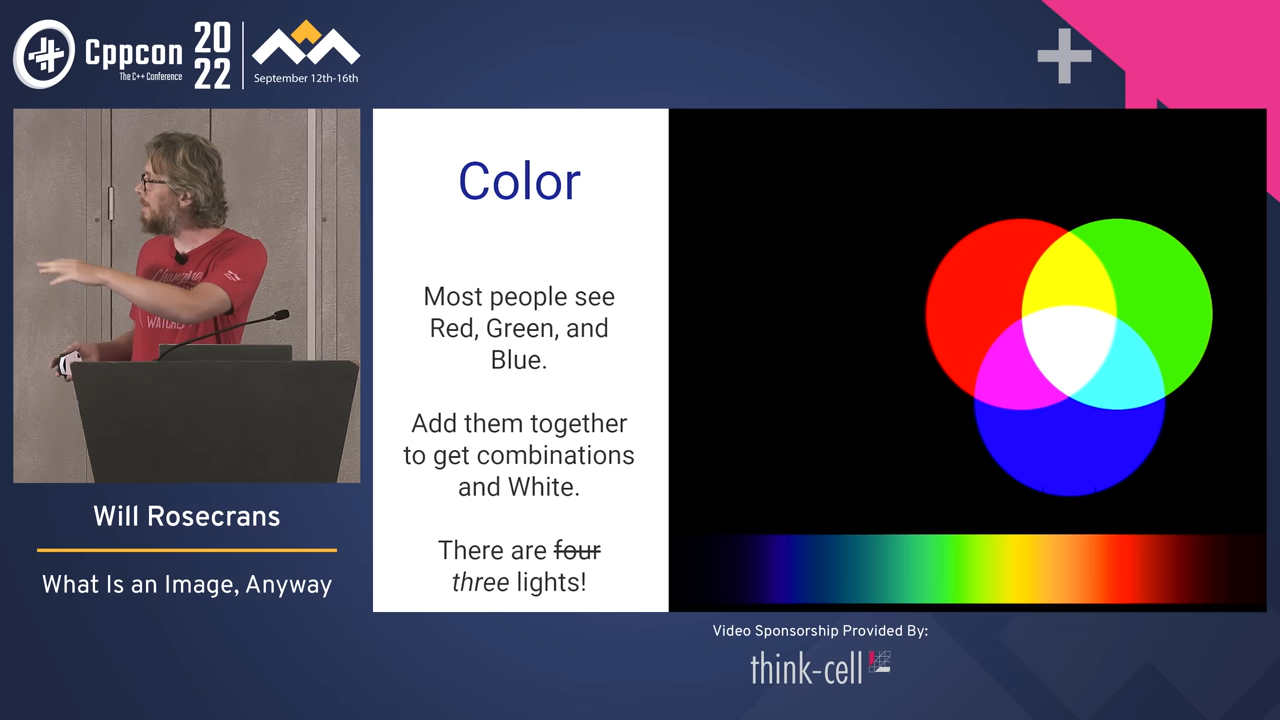 Cppcon
The C++ Conference
20
22
September 12th-16th
Changing
WATCH
Color
Most people see
Red, Green, and
Blue.
Add them together
to get combinations
and White.
There are four
three lights!
Will Rosecrans
What Is an Image, Anyway
Video Sponsorship Provided By:
think-cell